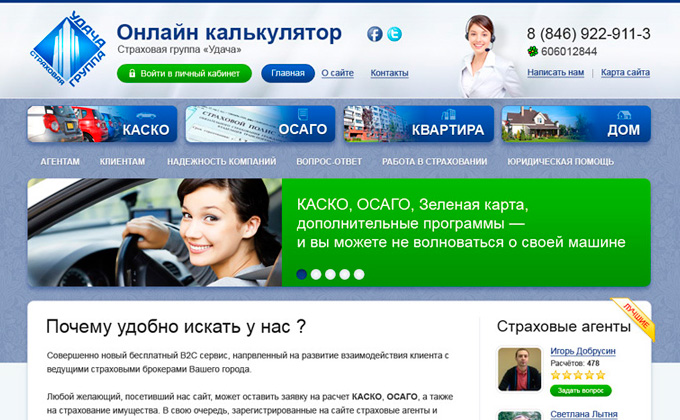 УДАЧА
СТРАХОВАЯ
ГРУППА
Онлайн калькулятор
Страховая группа «Удача»
Войти в личный кабинет
Главная
О сайте
Контакты
8 (846) 922-911-3
606012844
Написать нам | Карта сайта
КАСКО
СТРАХОВОЙ ПОЛИС
ОСАГО
КВАРТИРА
ДОМ
АГЕНТАМ
КЛИЕНТАМ
НАДЕЖНОСТЬ КОМПАНИЙ
ВОПРОС-ОТВЕТ
РАБОТА В СТРАХОВАНИИ
ЮРИДИЧЕСКАЯ ПОМОЩЬ
КАСКО, ОСАГО, Зеленая карта,
дополнительные программы —
и вы можете не волноваться о своей машине
Почему удобно искать у нас ?
Совершенно новый бесплатный B2C сервис, напрвленный на развитие взаимодействия клиента с
ведущими страховыми брокерами Вашего города.
Любой желающий, посетивший нас сайт, может оставить заявку на расчет КАСКО, ОСАГО, а также
на страхование имущества. В свою очередь, зарегистрированные на сайте страховые агенты и
ЛУЧШИЕ
Страховые агенты
Игорь Добрусин
Расчётов: 478
Задать вопрос
Светлана Лытня